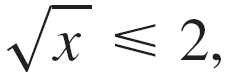 √x ⩽ 2,